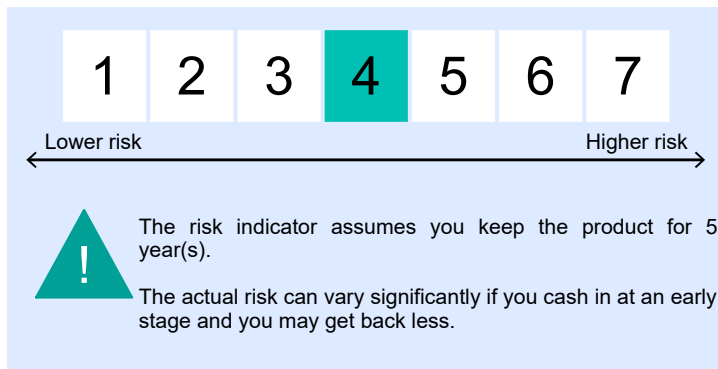 1 2 3 4 5 6 7
Lower risk Higher risk
!
The risk indicator assumes you keep the product for 5
year(s).
The actual risk can vary significantly if you cash in at an early
stage and you may get back less.